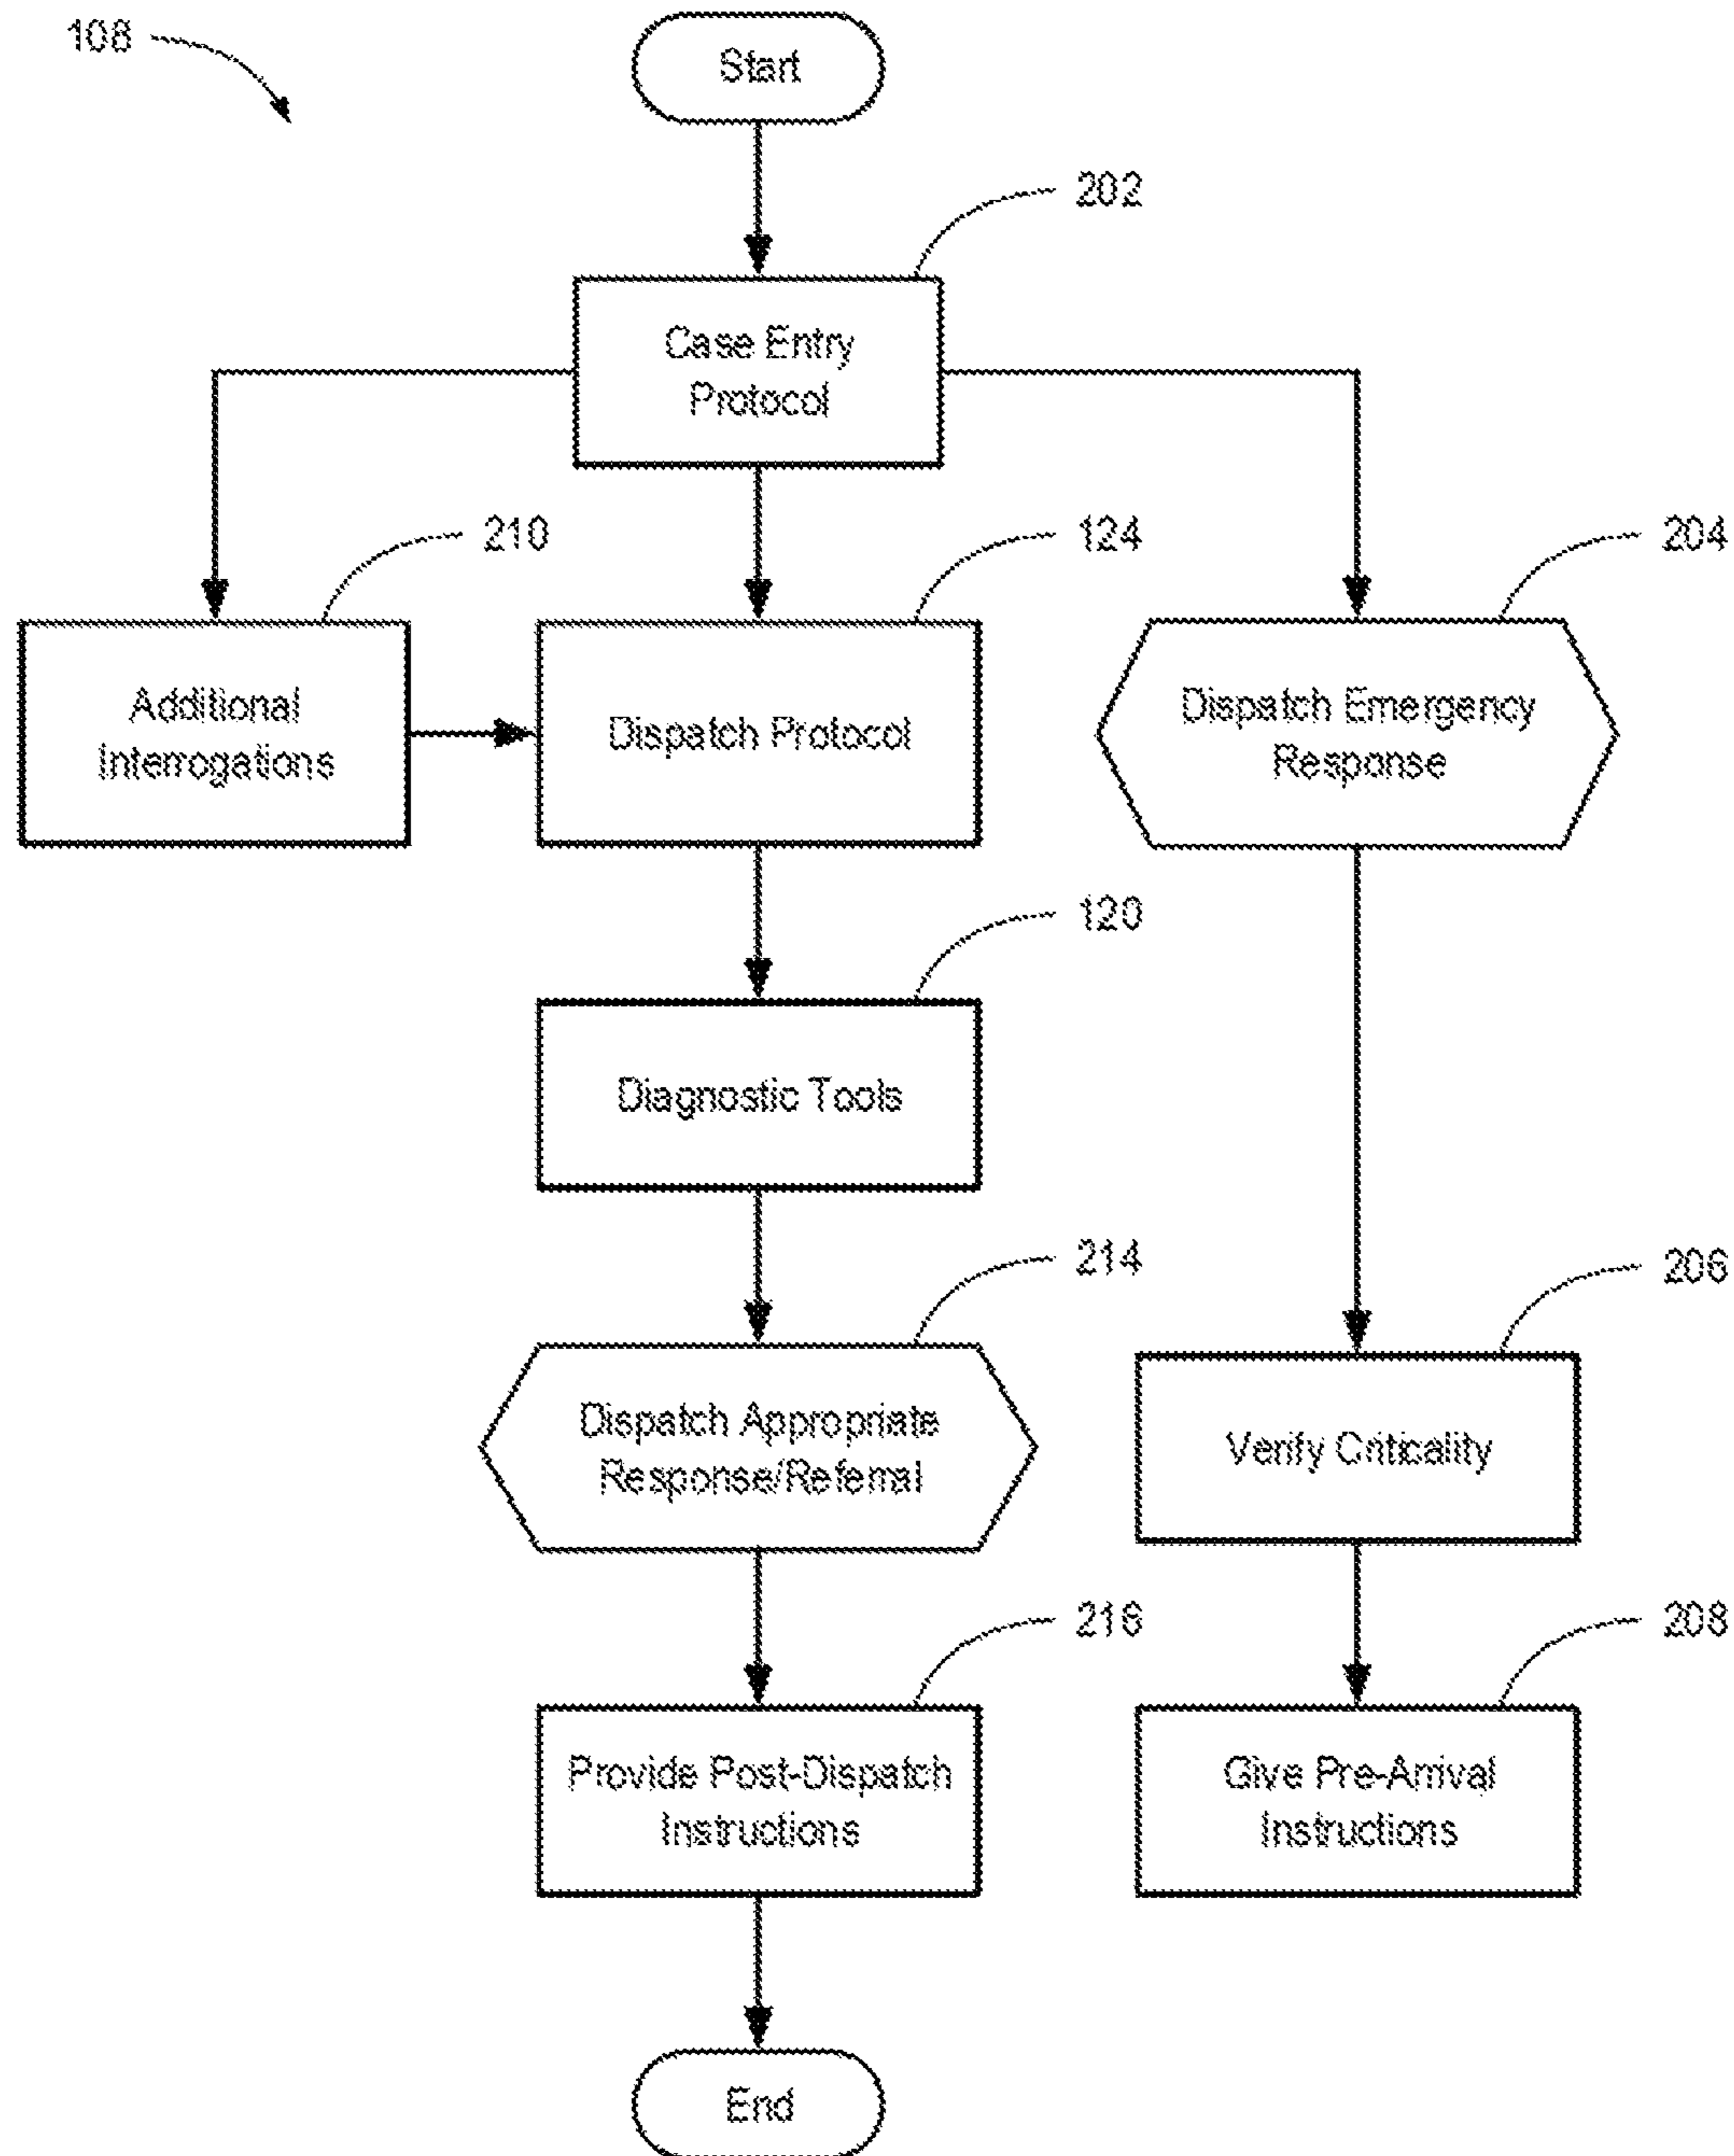 108
Start
202
Case Entry
Protocol
210
124
204
Additional
Interrogations
Dispatch Protocol
Dispatch Emergency
Response
120
Diagnostic Tools
214
206
Dispatch Appropriate
Response/Referral
Verify Criticality
216
208
Provide Post-Dispatch
Instructions
Give Pre-Arrival
Instructions
End